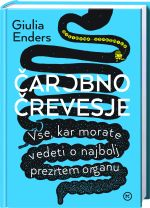 Giulia
Enders
ČAROBNO
ČREVESJE
Vse, kar morate
vedeti o najbolj
prezrtem organu